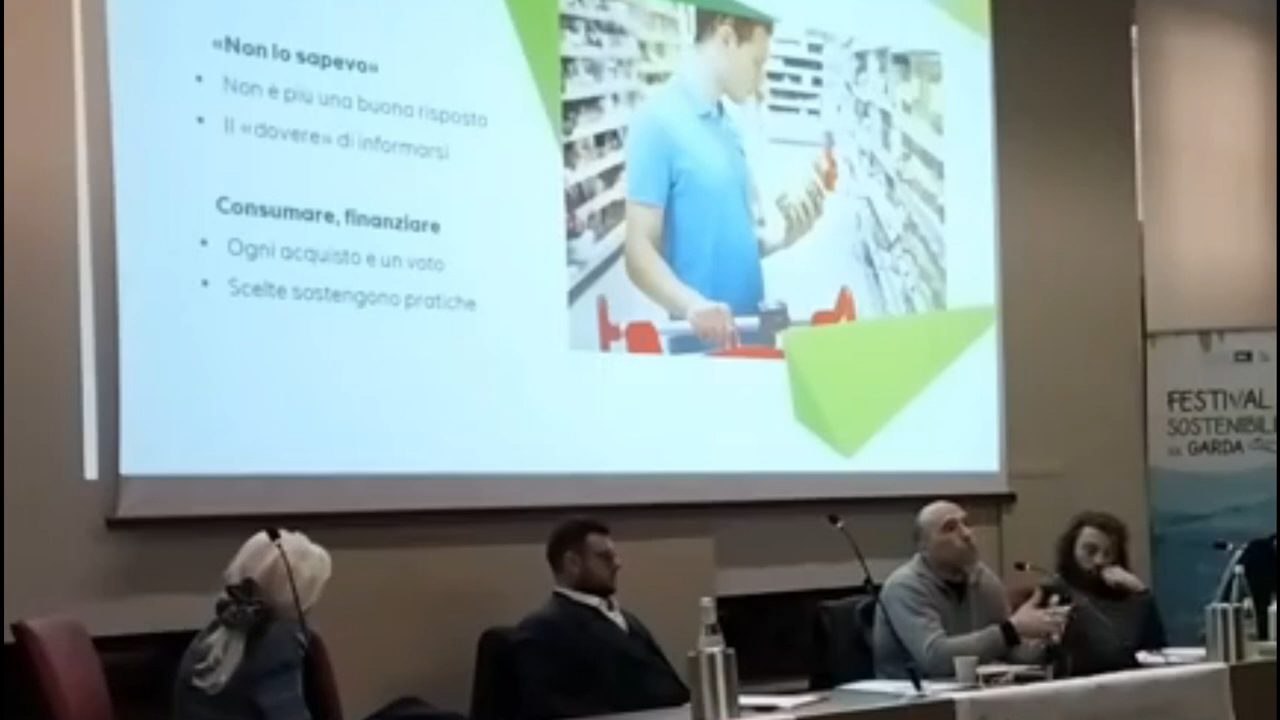 «Non lo sapevo»
• Non è più una buona risposta
• Il «dovere» di informarsi
Consumare, finanziare
• Ogni acquisto è un voto
• Scelte sostengono pratiche
FESTIVAL
SOSTENIBIL
GARDA